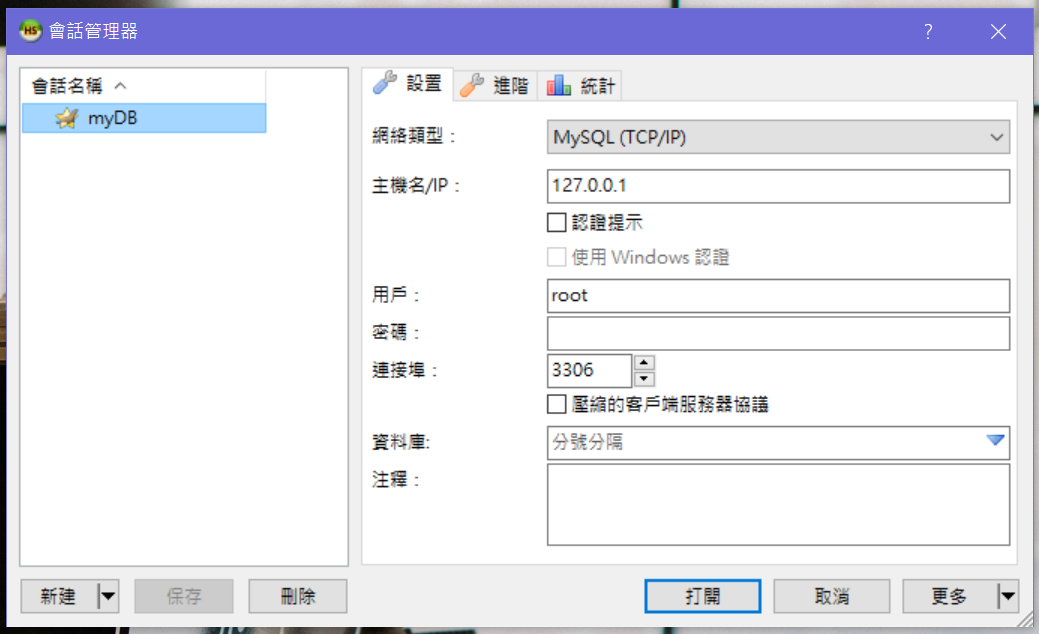 HS 會話管理器 ?
會話名稱
myDB
設置 進階 統計
網絡類型： MySQL (TCP/IP)
主機名/IP： 127.0.0.1
認證提示
使用 Windows 認證
用戶： root
密碼：
連接埠： 3306
壓縮的客戶端服務器協議
資料庫: 分號分隔
注釋：
新建 保存 刪除 打開 取消 更多